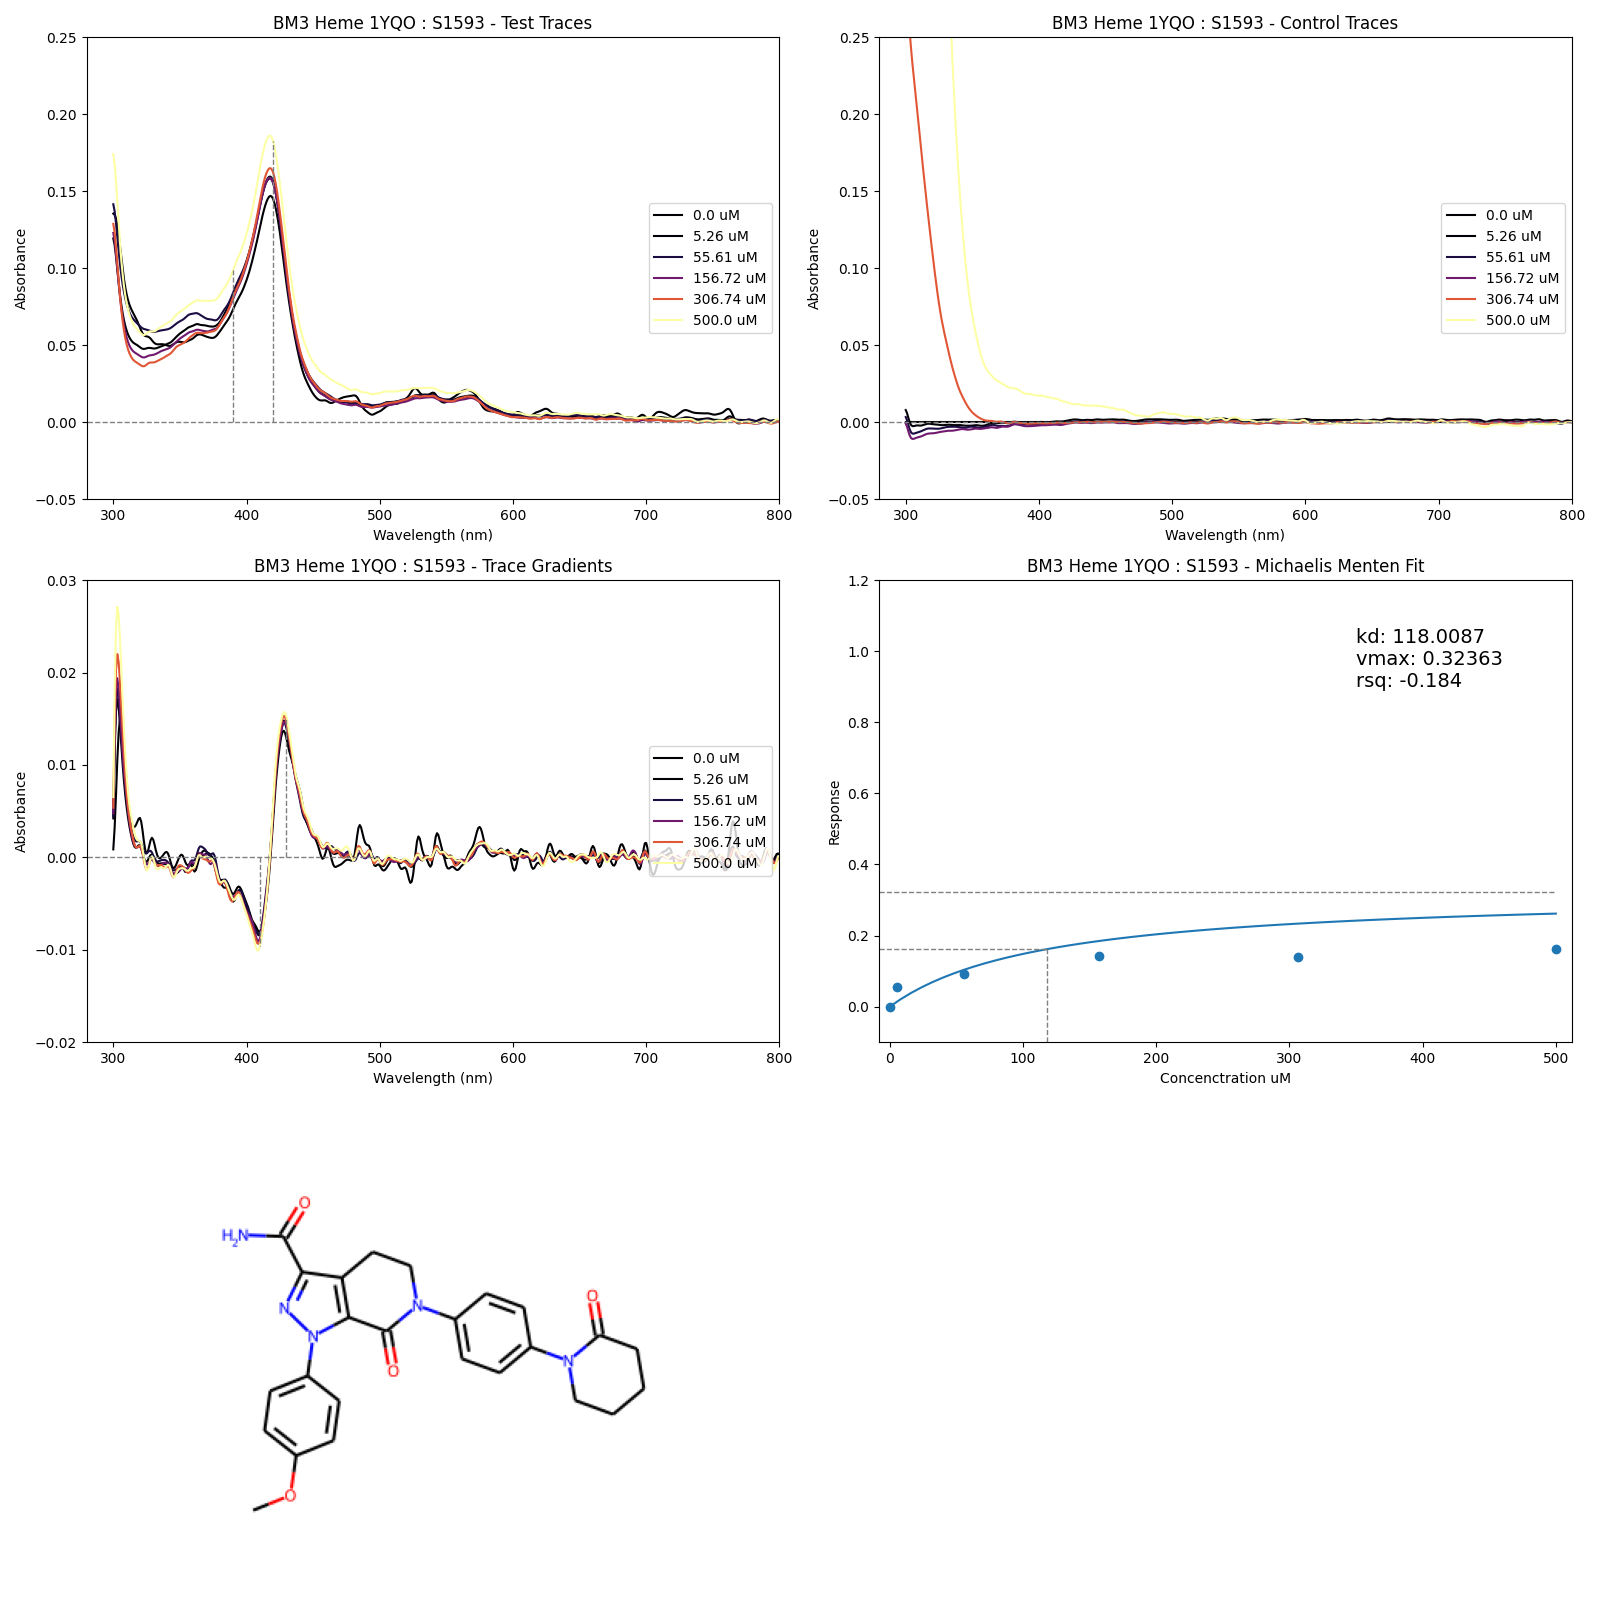 BM3 Heme 1YQO : S1593 - Test Traces
0.25
0.20
0.15
0.10
0.05
0.00
−0.05
Absorbance
300
400
500
600
700
800
Wavelength (nm)
0.0 uM
5.26 uM
55.61 uM
156.72 uM
306.74 uM
500.0 uM
BM3 Heme 1YQO : S1593 - Control Traces
0.25
0.20
0.15
0.10
0.05
0.00
−0.05
Absorbance
300
400
500
600
700
800
Wavelength (nm)
0.0 uM
5.26 uM
55.61 uM
156.72 uM
306.74 uM
500.0 uM
BM3 Heme 1YQO : S1593 - Trace Gradients
0.03
0.02
0.01
0.00
−0.01
−0.02
Absorbance
300
400
500
600
700
800
Wavelength (nm)
0.0 uM
5.26 uM
55.61 uM
156.72 uM
306.74 uM
500.0 uM
BM3 Heme 1YQO : S1593 - Michaelis Menten Fit
1.2
1.0
0.8
0.6
0.4
0.2
0.0
Response
kd: 118.0087
vmax: 0.32363
rsq: -0.184
0
100
200
300
400
500
Concenctration uM
O
H2N
N
N
N
O
O
N
O